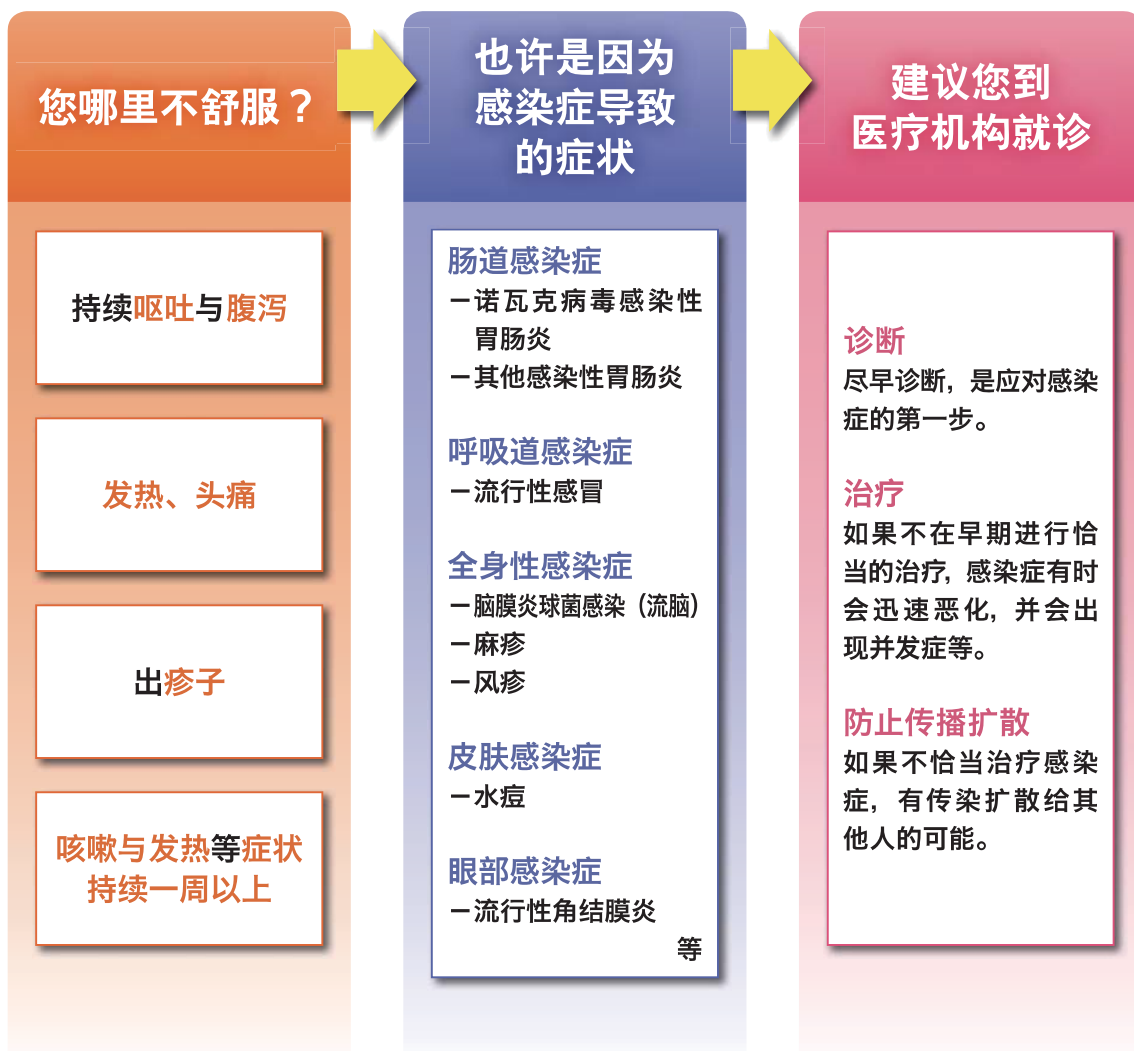 您哪里不舒服？
持续呕吐与腹泻
发热、头痛
出疹子
咳嗽与发热等症状
持续一周以上
也许是因为
感染症导致
的症状
肠道感染症
－诺瓦克病毒感染性
胃肠炎
－其他感染性胃肠炎
呼吸道感染症
－流行性感冒
全身性感染症
－脑膜炎球菌感染（流脑）
－麻疹
－风疹
皮肤感染症
－水痘
眼部感染症
－流行性角结膜炎
等
建议您到
医疗机构就诊
诊断
尽早诊断，是应对感染
症的第一步。
治疗
如果不在早期进行恰
当的治疗，感染症有时
会迅速恶化，并会出
现并发症等。
防止传播扩散
如果不恰当治疗感染
症，有传染扩散给其
他人的可能。